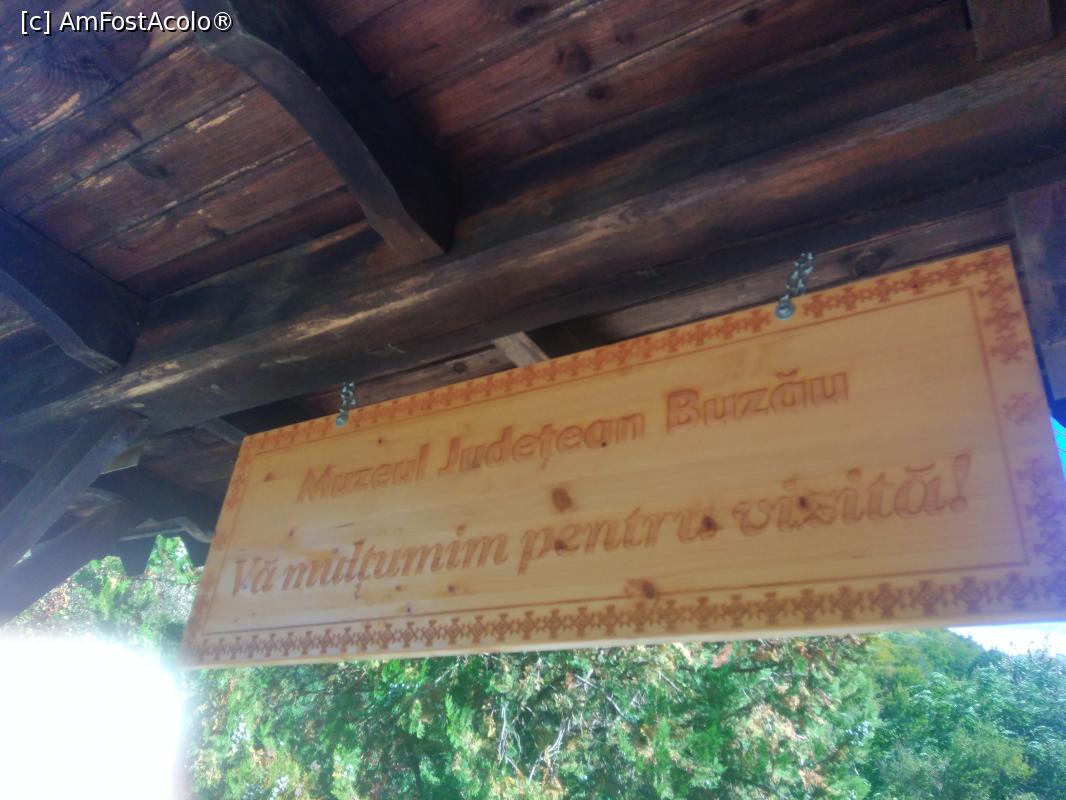 [c] AmFostAcolo®
Muzeul Județean Buzău
Vă mulțumim pentru vizită!